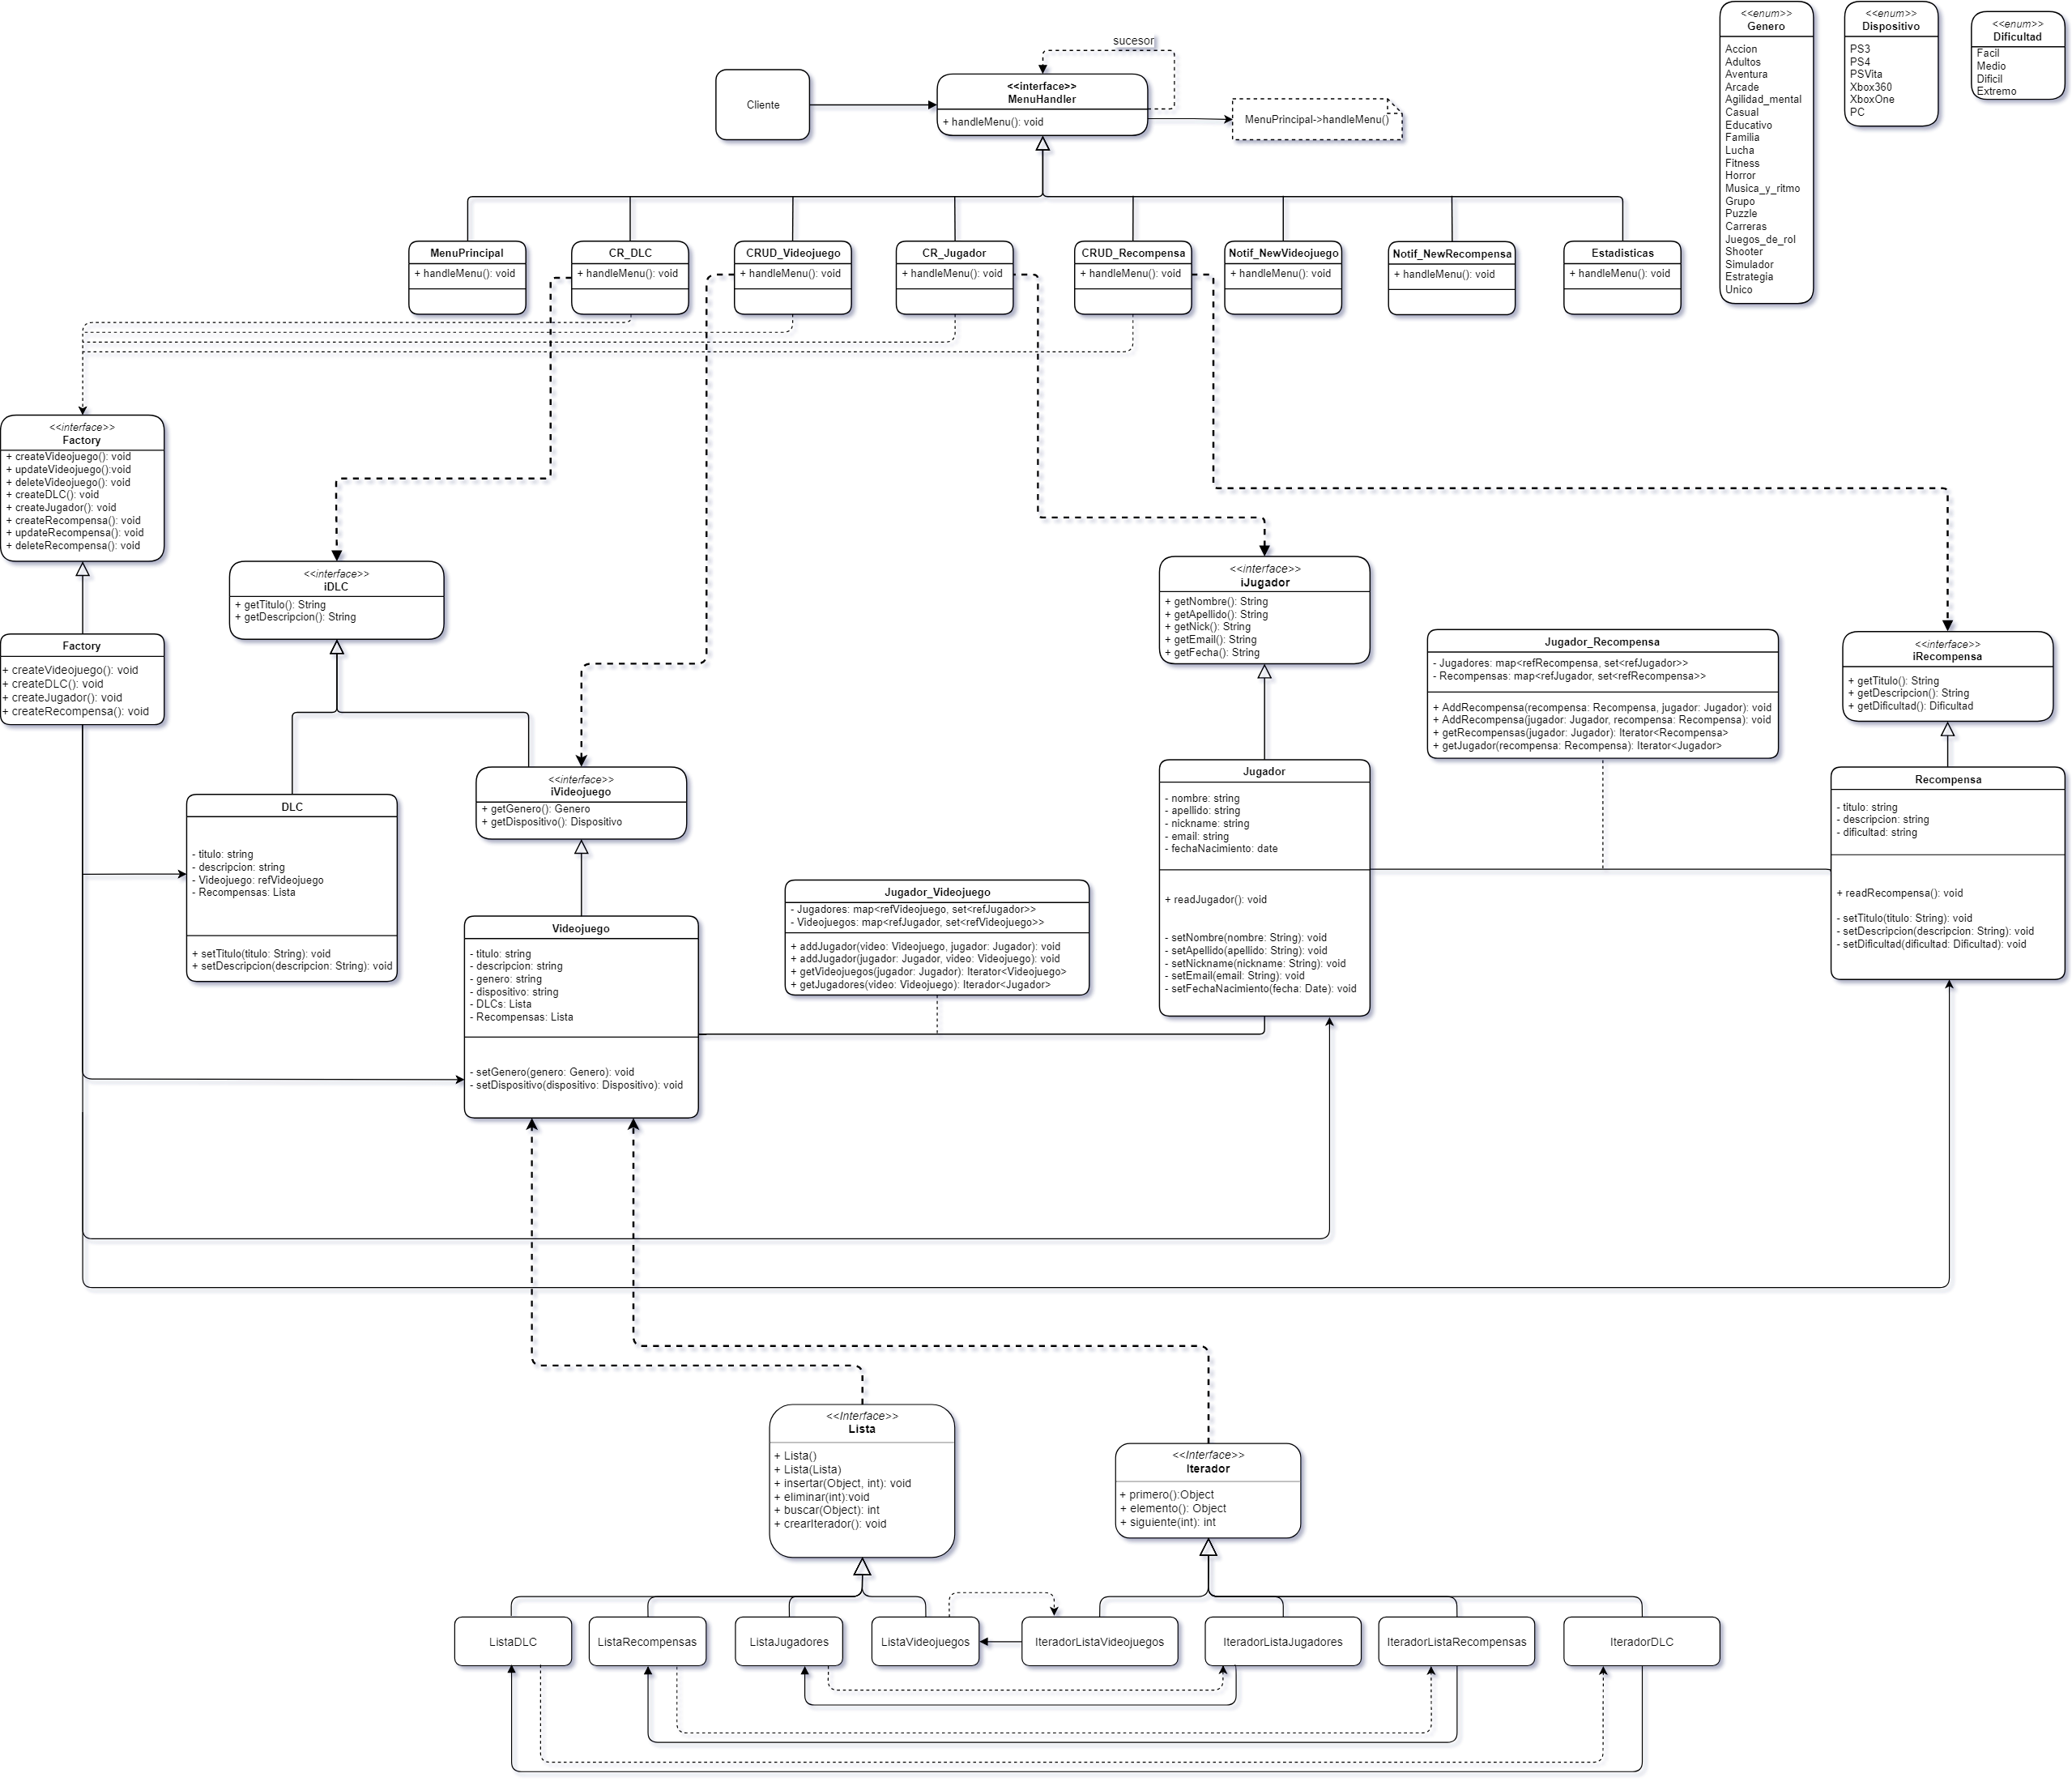 sucesor
Cliente
<<interface>>
MenuHandler
+ handleMenu(): void
MenuPrincipal->handleMenu()
<<enum>>
Genero
Accion
Adultos
Aventura
Arcade
Agilidad_mental
Casual
Educativo
Familia
Lucha
Fitness
Horror
Musica_y_ritmo
Grupo
Puzzle
Carreras
Juegos_de_rol
Shooter
Simulador
Estrategia
Unico
<<enum>>
Dispositivo
PS3
PS4
PSVita
Xbox360
XboxOne
PC
<<enum>>
Dificultad
Facil
Medio
Dificil
Extremo
MenuPrincipal
+ handleMenu(): void
CR_DLC
+ handleMenu(): void
CRUD_Videojuego
+ handleMenu(): void
CR_Jugador
+ handleMenu(): void
CRUD_Recompensa
+ handleMenu(): void
Notif_NewVideojuego
+ handleMenu(): void
Notif_NewRecompensa
+ handleMenu(): void
Estadisticas
+ handleMenu(): void
<<interface>>
Factory
+ createVideojuego(): void
+ updateVideojuego():void
+ deleteVideojuego(): void
+ createDLC(): void
+ createJugador(): void
+ createRecompensa(): void
+ updateRecompensa(): void
+ deleteRecompensa(): void
Factory
+ createVideojuego(): void
+ createDLC(): void
+ createJugador(): void
+ createRecompensa(): void
<<interface>>
iDLC
+ getTitulo(): String
+ getDescripcion(): String
<<interface>>
iJugador
+ getNombre(): String
+ getApellido(): String
+ getNick(): String
+ getEmail(): String
+ getFecha(): String
Jugador_Recompensa
- Jugadores: map<refRecompensa, set<refJugador>>
- Recompensas: map<refJugador, set<refRecompensa>>
+ AddRecompensa(recompensa: Recompensa, jugador: Jugador): void
+ AddRecompensa(jugador: Jugador, recompensa: Recompensa): void
+ getRecompensas(jugador: Jugador): Iterator<Recompensa>
+ getJugador(recompensa: Recompensa): Iterator<Jugador>
<<interface>>
iRecompensa
+ getTitulo(): String
+ getDescripcion(): String
+ getDificultad(): Dificultad
DLC
- titulo: string
- descripcion: string
- Videojuego: refVideojuego
- Recompensas: Lista
+ setTitulo(titulo: String): void
+ setDescripcion(descripcion: String): void
<<interface>>
iVideojuego
+ getGenero(): Genero
+ getDispositivo(): Dispositivo
Jugador
- nombre: string
- apellido: string
- nickname: string
- email: string
- fechaNacimiento: date
+ readJugador(): void
- setNombre(nombre: String): void
- setApellido(apellido: String): void
- setNickname(nickname: String): void
- setEmail(email: String): void
- setFechaNacimiento(fecha: Date): void
Recompensa
- titulo: string
- descripcion: string
- dificultad: string
+ readRecompensa(): void
- setTitulo(titulo: String): void
- setDescripcion(descripcion: String): void
- setDificultad(dificultad: Dificultad): void
Videojuego
- titulo: string
- descripcion: string
- genero: string
- dispositivo: string
- DLCs: Lista
- Recompensas: Lista
- setGenero(genero: Genero): void
- setDispositivo(dispositivo: Dispositivo): void
Jugador_Videojuego
- Jugadores: map<refVideojuego, set<refJugador>>
- Videojuegos: map<refJugador, set<refVideojuego>>
+ addJugador(video: Videojuego, jugador: Jugador): void
+ addJugador(jugador: Jugador, video: Videojuego): void
+ getVideojuegos(jugador: Jugador): Iterator<Videojuego>
+ getJugadores(video: Videojuego): Iterator<Jugador>
<<Interface>>
Lista
+ Lista()
+ Lista(Lista)
+ insertar(Object, int): void
+ eliminar(int):void
+ buscar(Object): int
+ crearIterador(): void
<<Interface>>
Iterador
+ primero():Object
+ elemento(): Object
+ siguiente(int): int
ListaDLC
ListaRecompensas
ListaJugadores
ListaVideojuegos
IteradorListaVideojuegos
IteradorListaJugadores
IteradorListaRecompensas
IteradorDLC